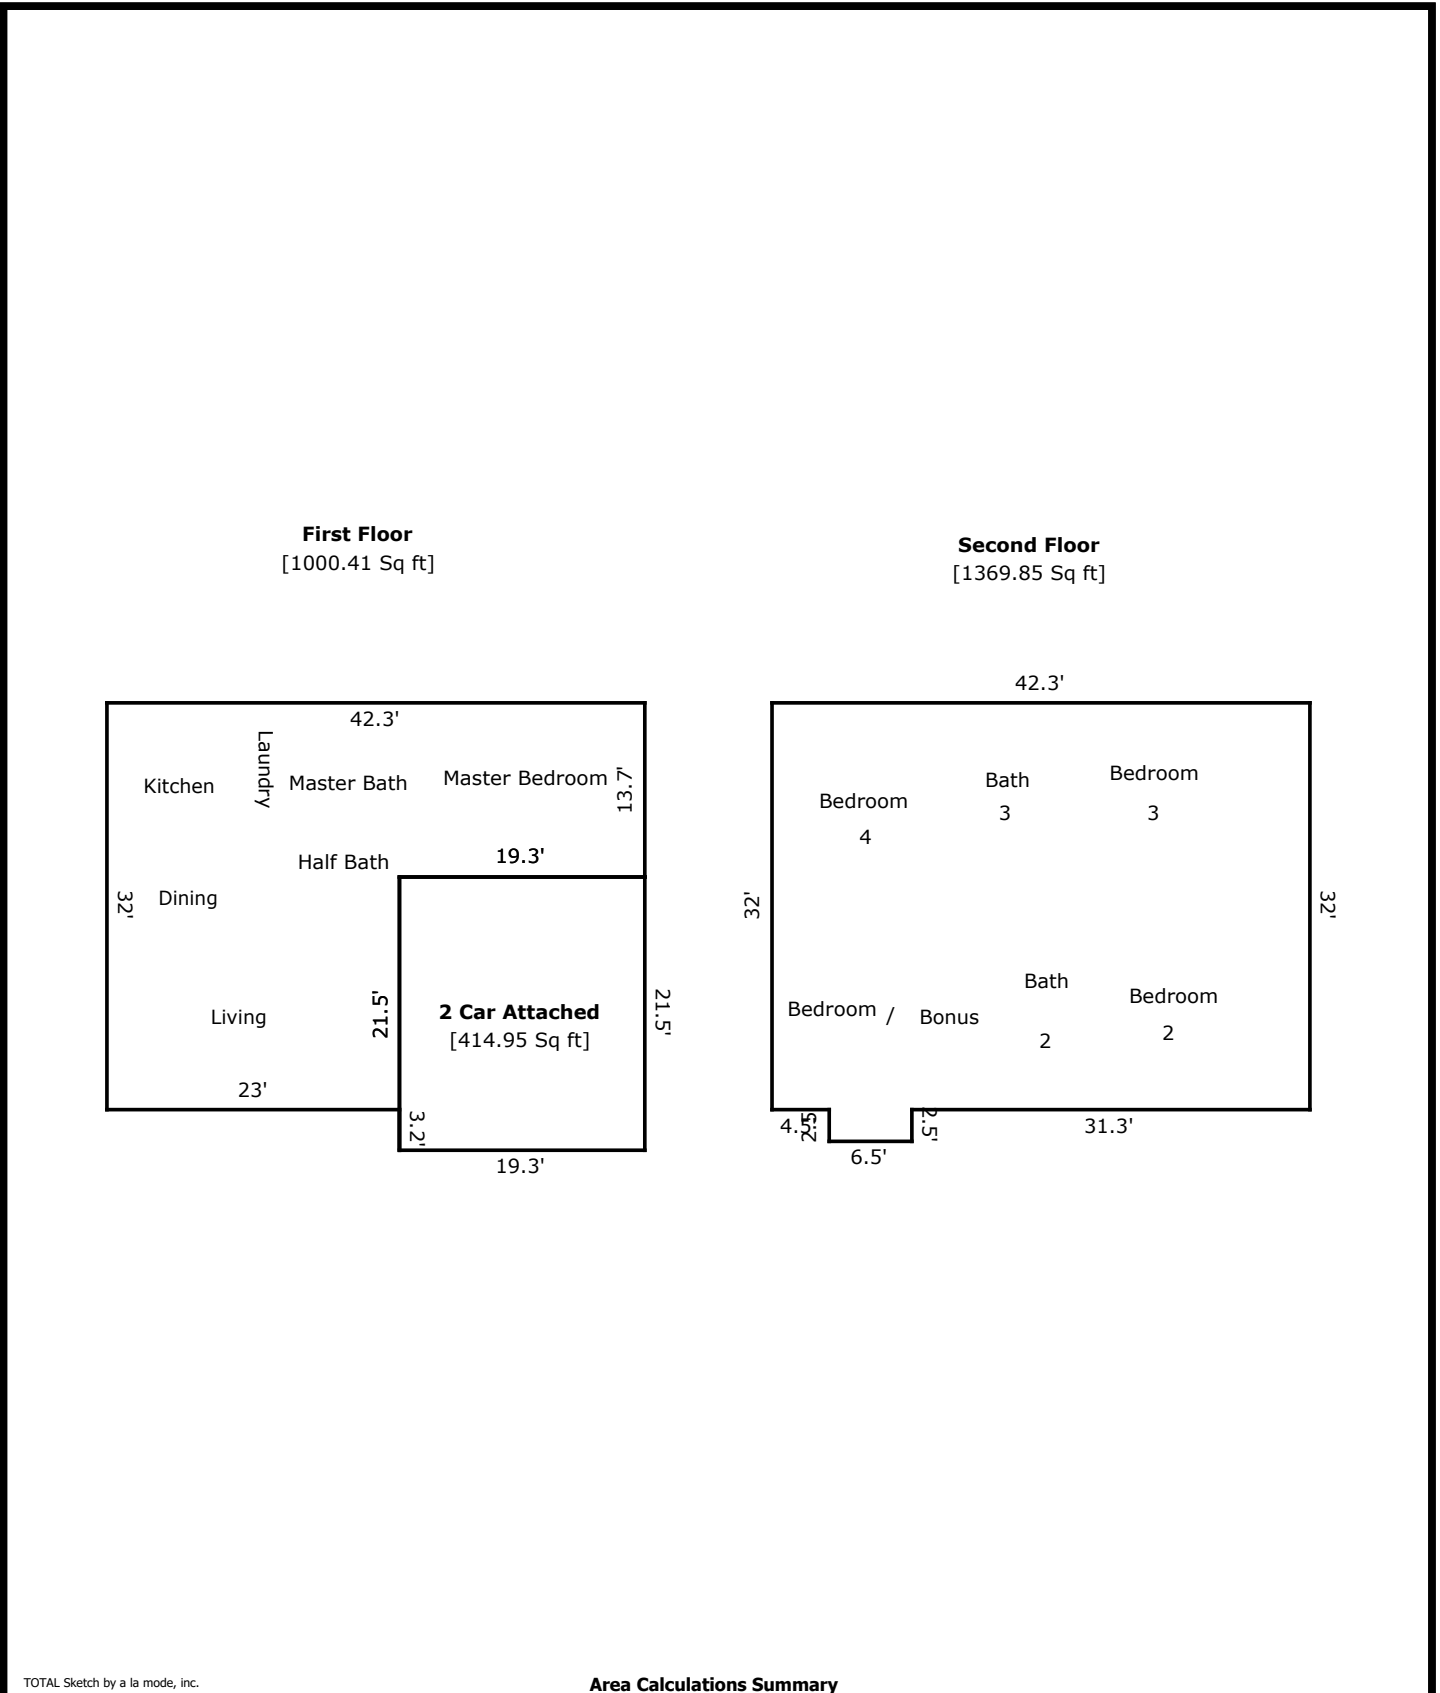 First Floor
[1000.41 Sq ft]
Second Floor
[1369.85 Sq ft]
42.3'
Laundry
Kitchen
Master Bath
Master Bedroom
13.7'
Half Bath
19.3'
32'
Dining
Living
21.5'
2 Car Attached
[414.95 Sq ft]
21.5'
23'
3.2'
19.3'
42.3'
Bedroom
4
Bath
3
Bedroom
3
32'
32'
Bedroom / Bonus
Bath
2
Bedroom
2
4.5'
2.5'
6.5'
2.5'
31.3'
TOTAL Sketch by a la mode, inc.
Area Calculations Summary